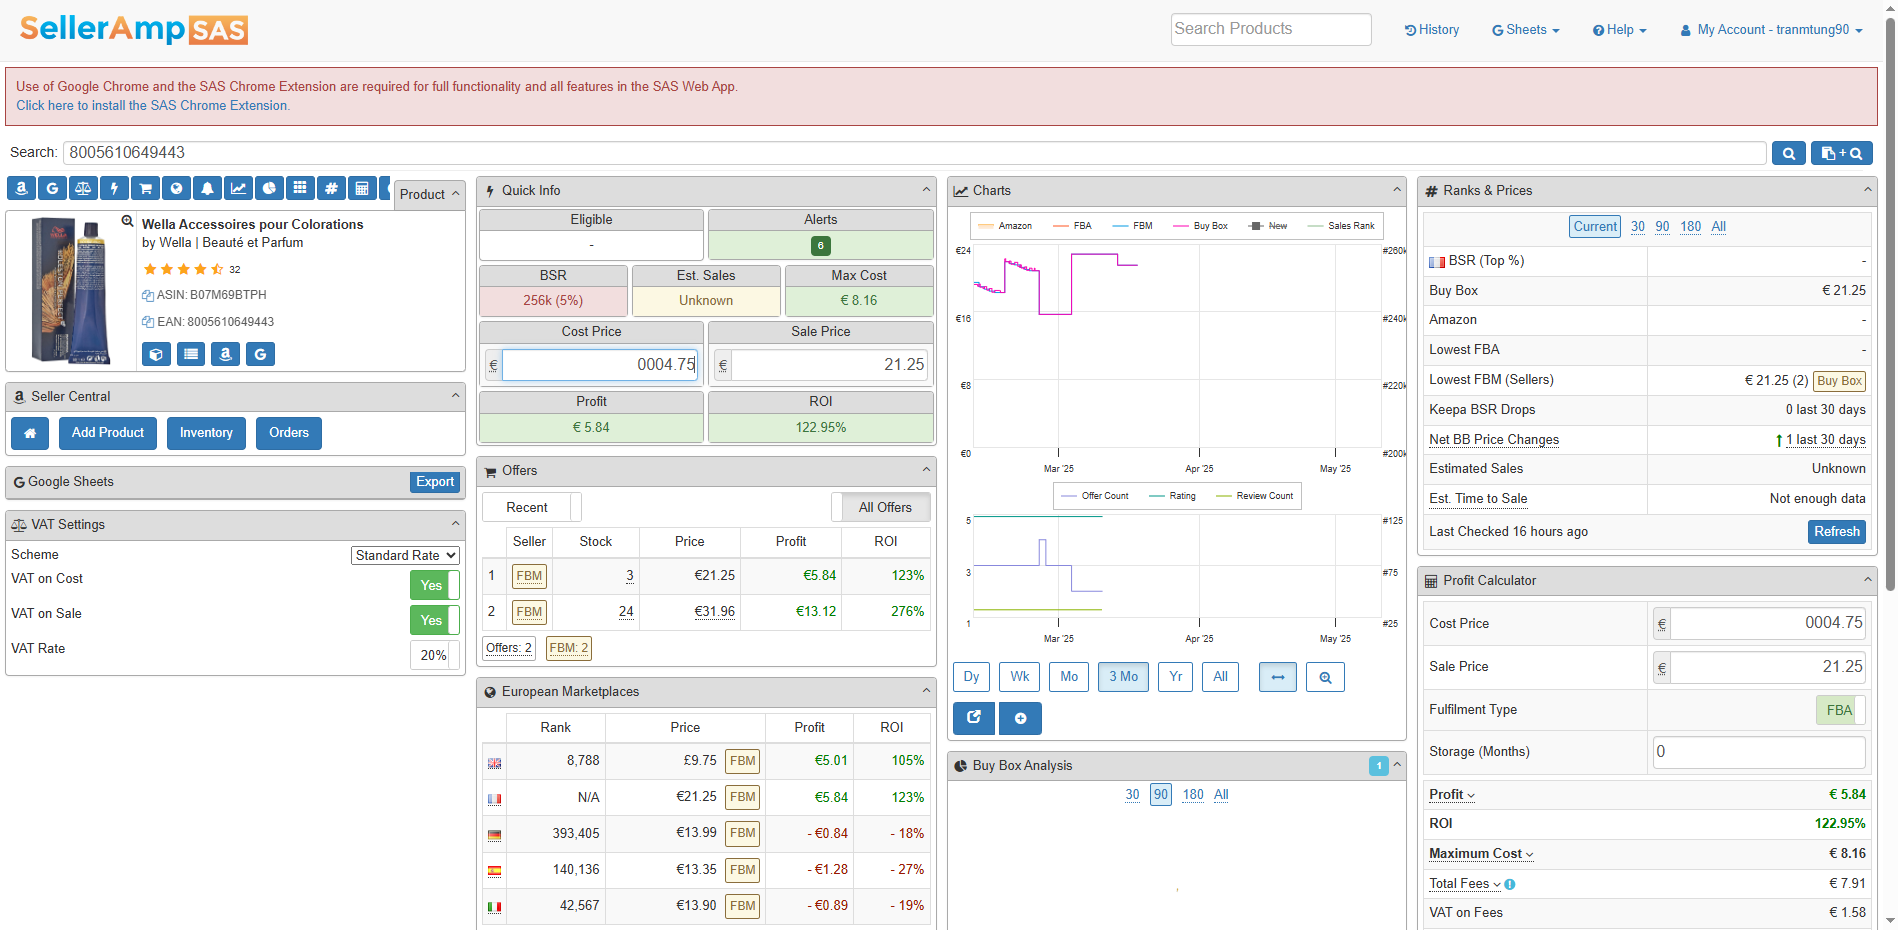 SellerAmp SAS
Search Products
History
Sheets
Help
My Account - tranmtung90
Use of Google Chrome and the SAS Chrome Extension are required for full functionality and all features in the SAS Web App.
Click here to install the SAS Chrome Extension.
Search: 8005610649443
+
Product
Wella Accessoires pour Colorations
by Wella | Beauté et Parfum
32
ASIN: B07M69BTPH
EAN: 8005610649443
Seller Central
Add Product
Inventory
Orders
Google Sheets
Export
VAT Settings
Scheme
Standard Rate
VAT on Cost
Yes
VAT on Sale
Yes
VAT Rate
20%
Quick Info
Eligible
Alerts
-
6
BSR
Est. Sales
Max Cost
256k (5%)
Unknown
€ 8.16
Cost Price
Sale Price
€ 0004.75
€ 21.25
Profit
ROI
€ 5.84
122.95%
Offers
Recent
All Offers
Seller Stock Price Profit ROI
1 FBM 3 €21.25 €5.84 123%
2 FBM 24 €31.96 €13.12 276%
Offers: 2
FBM: 2
European Marketplaces
Rank Price Profit ROI
8,788 £9.75 FBM €5.01 105%
N/A €21.25 FBM €5.84 123%
393,405 €13.99 FBM - €0.84 - 18%
140,136 €13.35 FBM - €1.28 - 27%
42,567 €13.90 FBM - €0.89 - 19%
Charts
Amazon FBA FBM Buy Box New Sales Rank
€24 #260k
€16 #240k
€8 #220k
€0 #200k
Mar '25 Apr '25 May '25
Offer Count Rating Review Count
5 #125
3 #75
1 #25
Mar '25 Apr '25 May '25
Dy
Wk
Mo
3 Mo
Yr
All
Buy Box Analysis
1
30 90 180 All
Ranks & Prices
Current 30 90 180 All
BSR (Top %) -
Buy Box € 21.25
Amazon -
Lowest FBA -
Lowest FBM (Sellers) € 21.25 (2) Buy Box
Keepa BSR Drops 0 last 30 days
Net BB Price Changes 1 last 30 days
Estimated Sales Unknown
Est. Time to Sale Not enough data
Last Checked 16 hours ago
Refresh
Profit Calculator
Cost Price € 0004.75
Sale Price € 21.25
Fulfilment Type FBA
Storage (Months) 0
Profit € 5.84
ROI 122.95%
Maximum Cost € 8.16
Total Fees € 7.91
VAT on Fees € 1.58